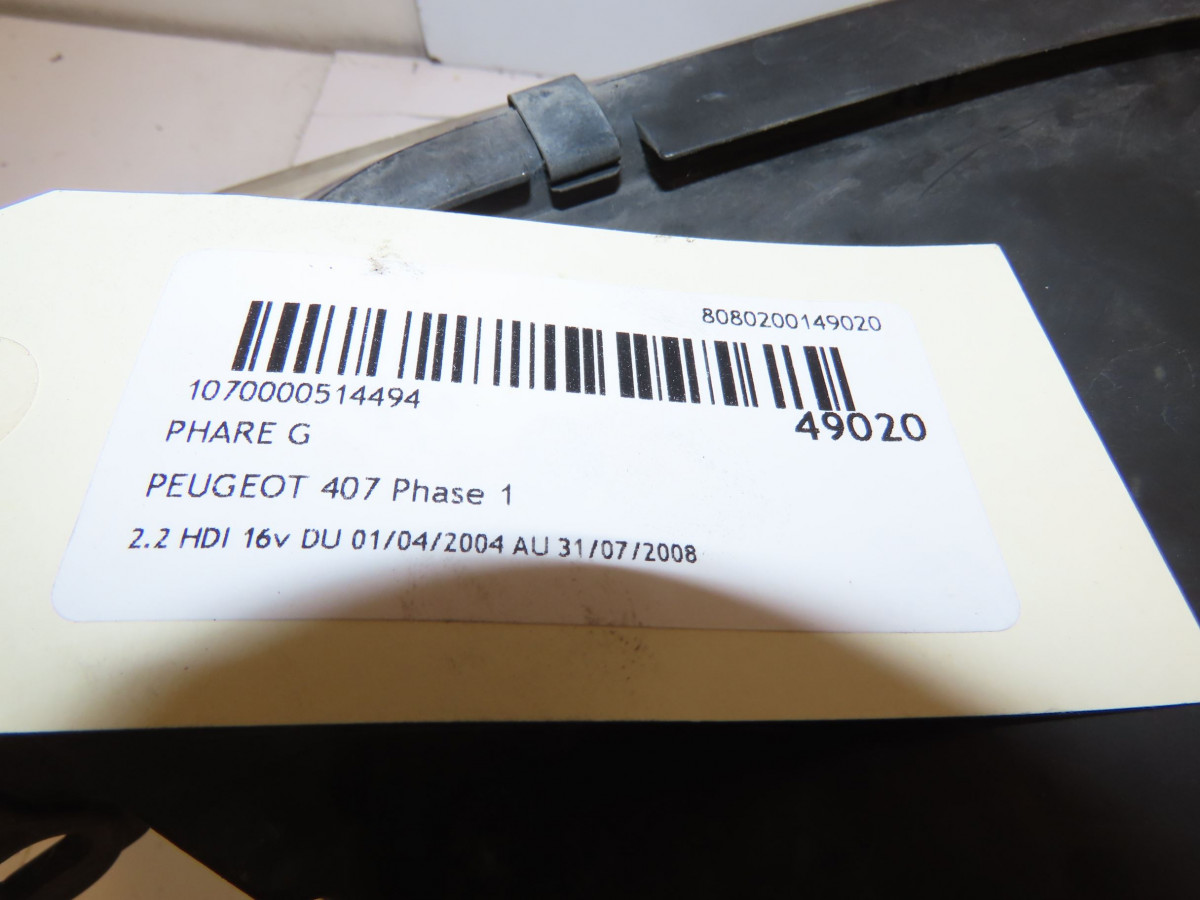 8080200149020
1070000514494
49020
PHARE G
PEUGEOT 407 Phase 1
2.2 HDI 16v DU 01/04/2004 AU 31/07/2008